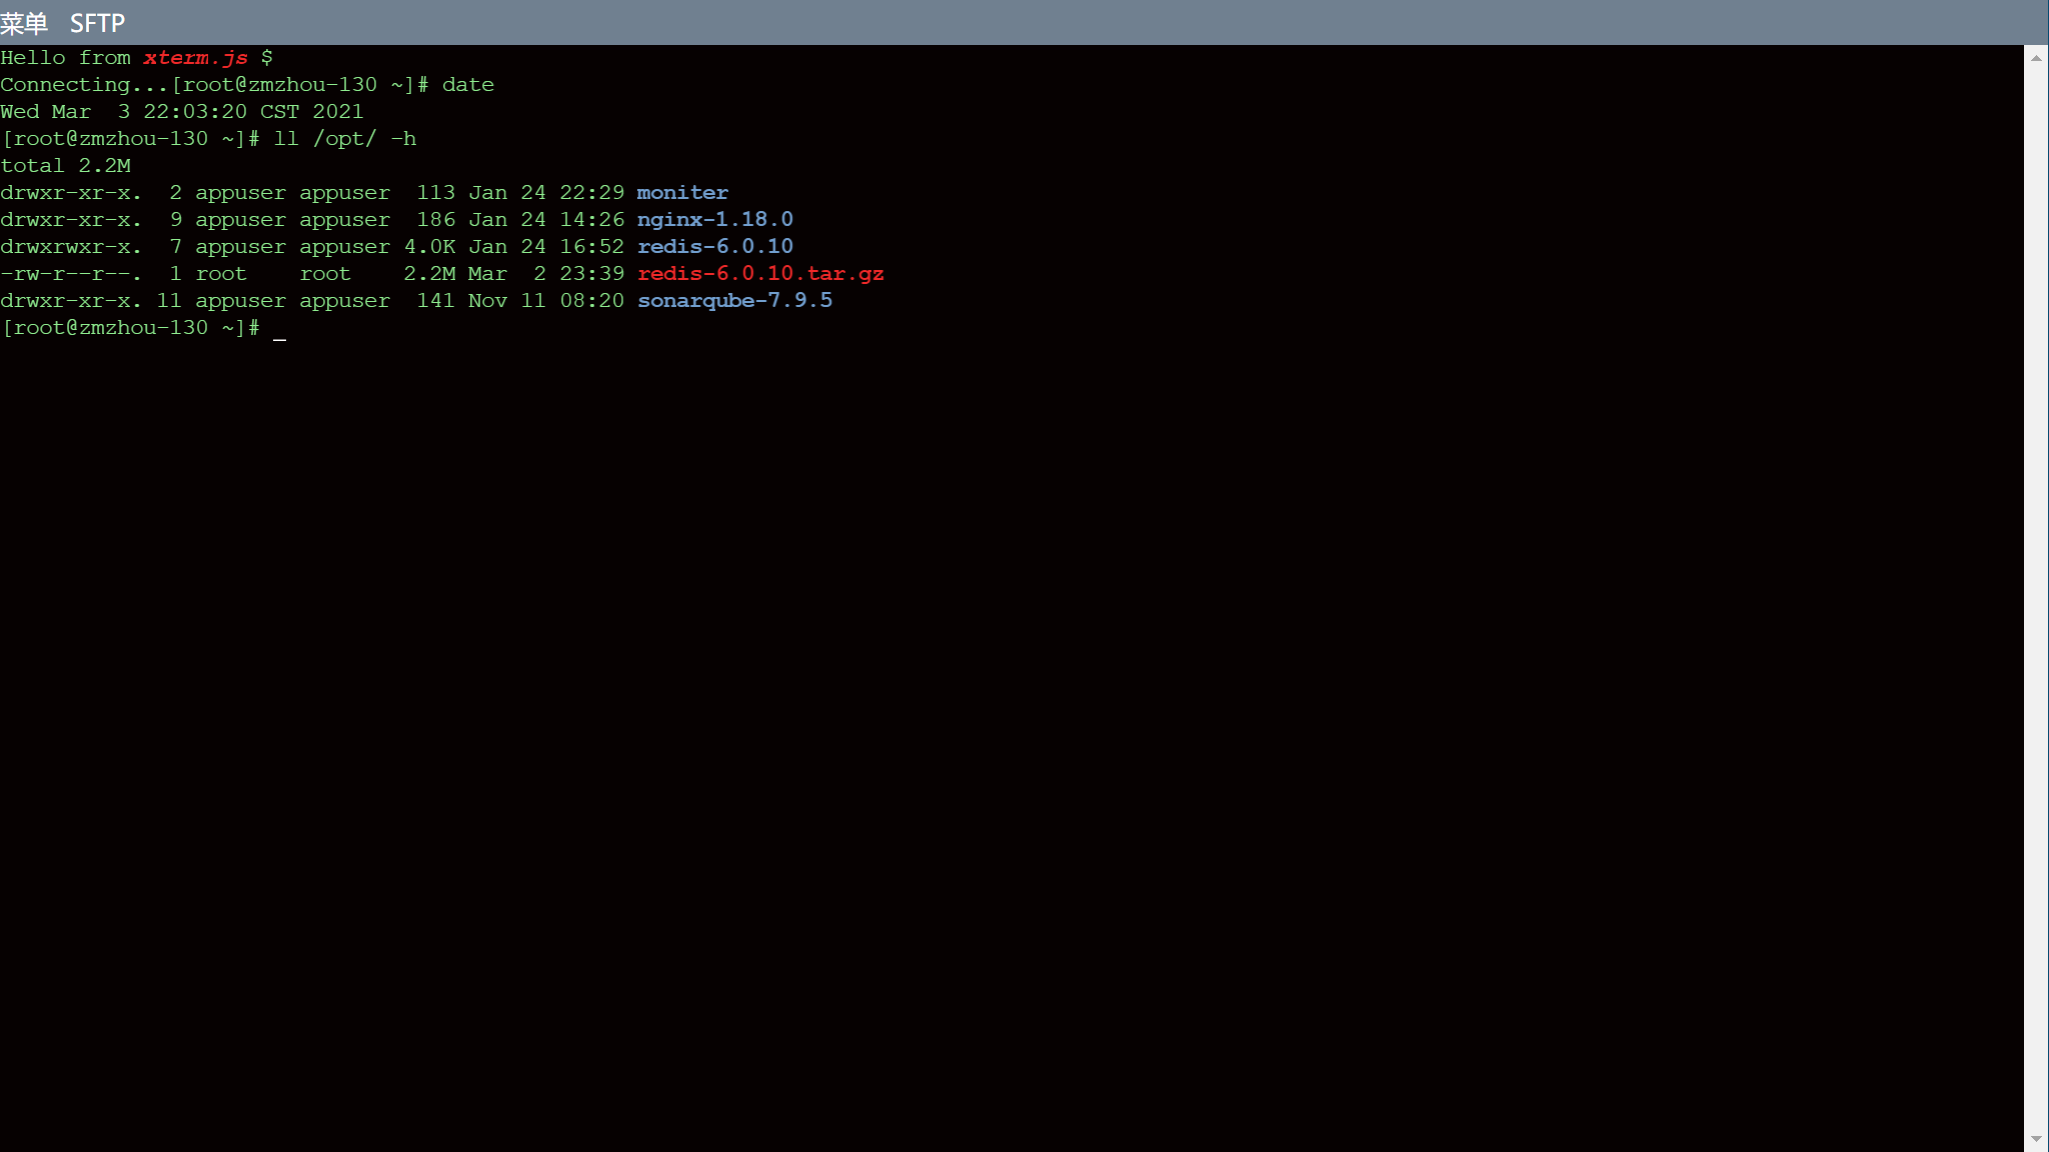 菜单 SFTP
Hello from xterm.js $
Connecting...[root@zmzhou-130 ~]# date
Wed Mar  3 22:03:20 CST 2021
[root@zmzhou-130 ~]# ll /opt/ -h
total 2.2M
drwxr-xr-x.  2 appuser appuser  113 Jan 24 22:29 moniter
drwxr-xr-x.  9 appuser appuser  186 Jan 24 14:26 nginx-1.18.0
drwxrwxr-x.  7 appuser appuser 4.0K Jan 24 16:52 redis-6.0.10
-rw-r--r--.  1 root    root    2.2M Mar  2 23:39 redis-6.0.10.tar.gz
drwxr-xr-x. 11 appuser appuser  141 Nov 11 08:20 sonarqube-7.9.5
[root@zmzhou-130 ~]# _